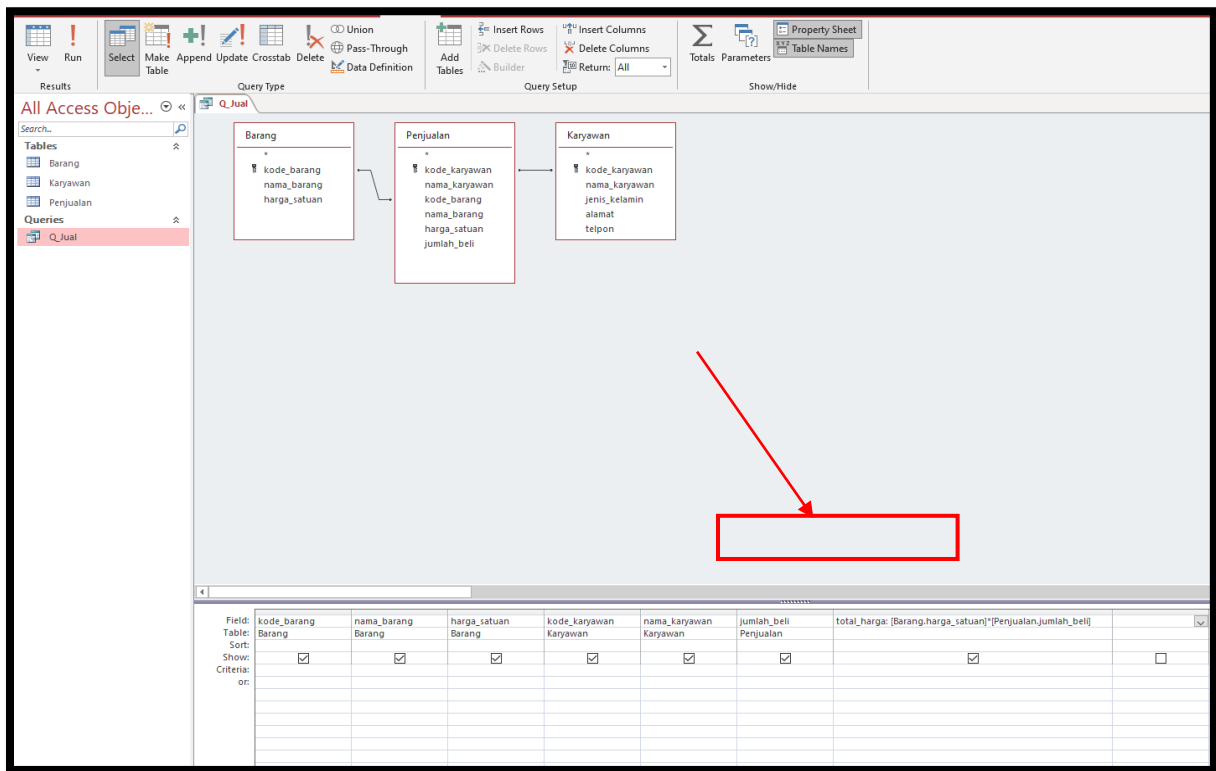 View
Run
Select
Make Table
Append
Update
Crosstab
Delete
Union
Pass-Through
Data Definition
Add Tables
Insert Rows
Delete Rows
Builder
Insert Columns
Delete Columns
Return: All
Totals
Parameters
Property Sheet
Table Names
Results
Query Type
Query Setup
Show/Hide
All Access Obje...
Search...
Tables
Barang
Karyawan
Penjualan
Queries
Q_Jual
Q_Jual
Barang
*
kode_barang
nama_barang
harga_satuan
Penjualan
*
kode_karyawan
nama_karyawan
kode_barang
nama_barang
harga_satuan
jumlah_beli
Karyawan
*
kode_karyawan
nama_karyawan
jenis_kelamin
alamat
telpon
Field: kode_barang nama_barang harga_satuan kode_karyawan nama_karyawan jumlah_beli total_harga: [Barang.harga_satuan]*[Penjualan.jumlah_beli]
Table: Barang Barang Barang Karyawan Karyawan Penjualan
Sort:
Show:
Criteria:
or: